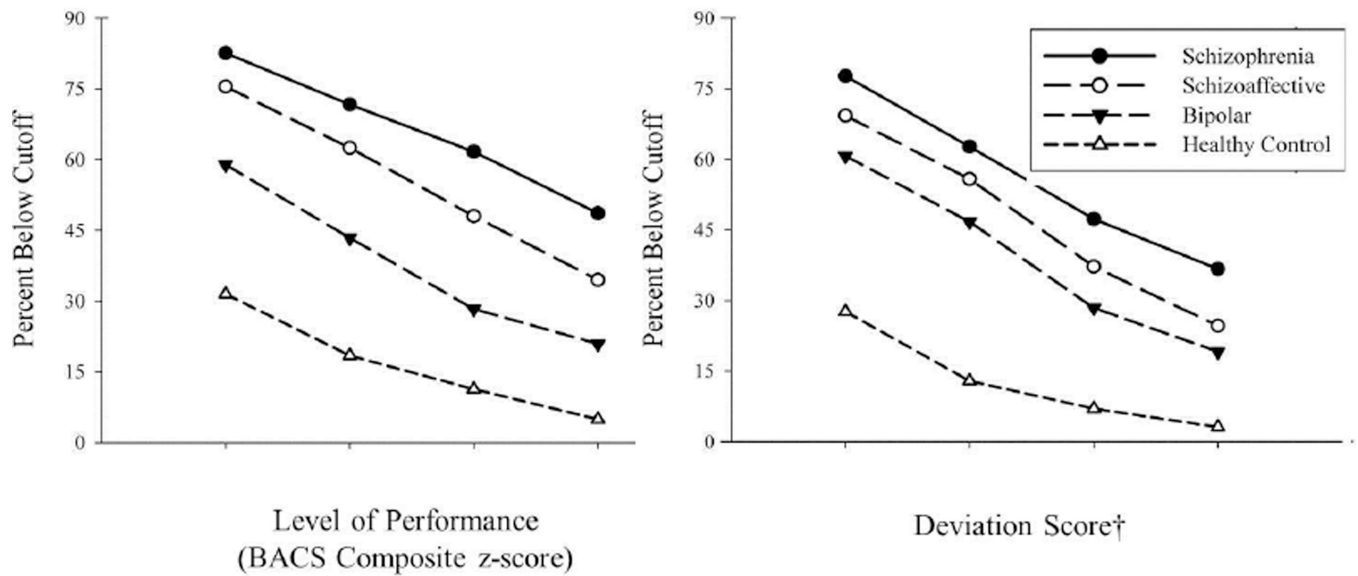 90
75
60
45
30
15
0
Percent Below Cutoff
Level of Performance
(BACS Composite z-score)
90
75
60
45
30
15
0
Percent Below Cutoff
Deviation Score†
Schizophrenia
Schizoaffective
Bipolar
Healthy Control